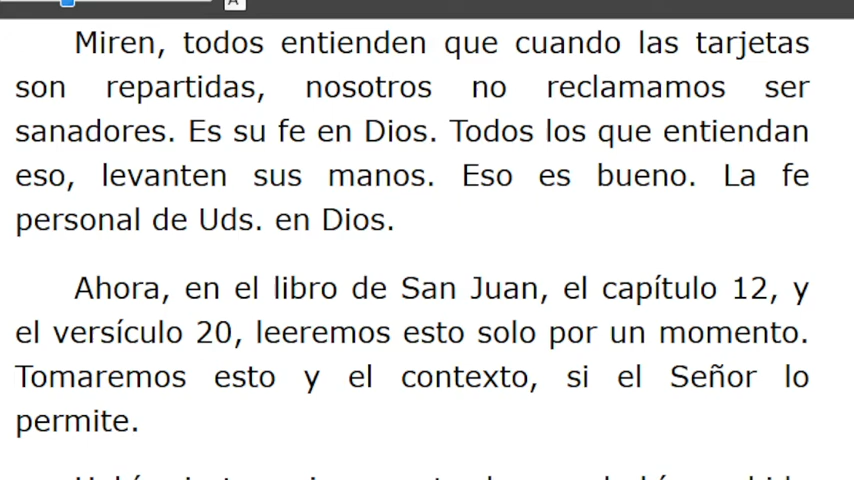 A
Miren, todos entienden que cuando las tarjetas
son repartidas, nosotros no reclamamos ser
sanadores. Es su fe en Dios. Todos los que entiendan
eso, levanten sus manos. Eso es bueno. La fe
personal de Uds. en Dios.
Ahora, en el libro de San Juan, el capítulo 12, y
el versículo 20, leeremos esto solo por un momento.
Tomaremos esto y el contexto, si el Señor lo
permite.